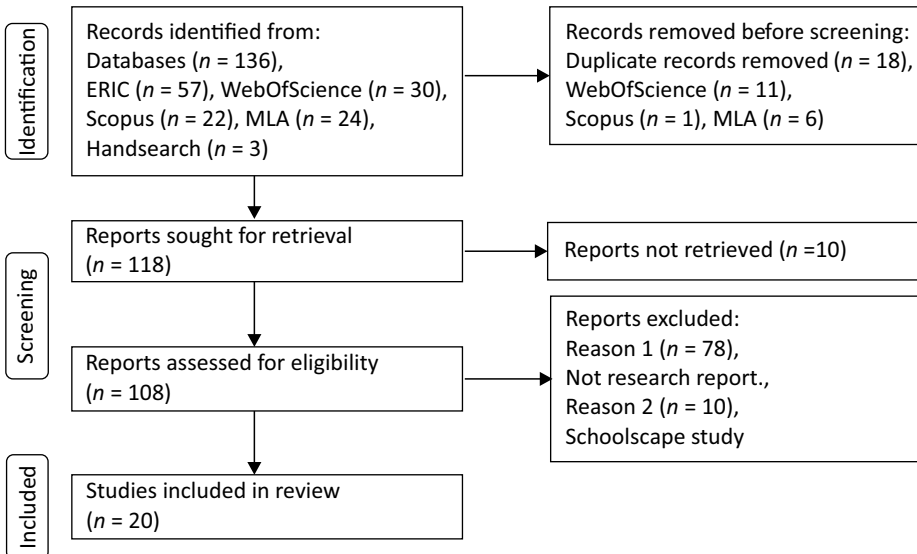 Identification
Records identified from:
Databases (n = 136),
ERIC (n = 57), WebOfScience (n = 30),
Scopus (n = 22), MLA (n = 24),
Handsearch (n = 3)
Records removed before screening:
Duplicate records removed (n = 18),
WebOfScience (n = 11),
Scopus (n = 1), MLA (n = 6)
Screening
Reports sought for retrieval
(n = 118)
Reports not retrieved (n =10)
Reports assessed for eligibility
(n = 108)
Reports excluded:
Reason 1 (n = 78),
Not research report.,
Reason 2 (n = 10),
Schoolscape study
Included
Studies included in review
(n = 20)